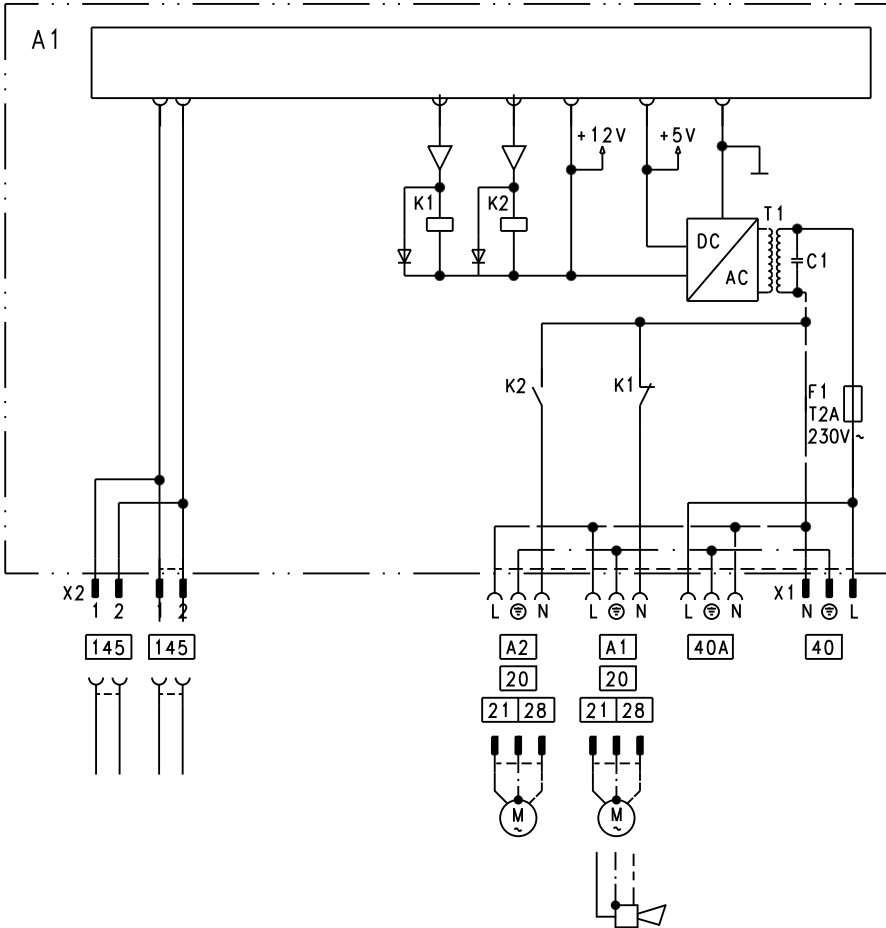 A1
+12V +5V
K1 K2 T1
DC
AC
C1
K2 K1
F1
T2A
230V ~
X2 X1
1 2 1 2 L N L N L N N L
145 145 A2 A1 40A 40
20 20
21 28 21 28
M
~
M
~